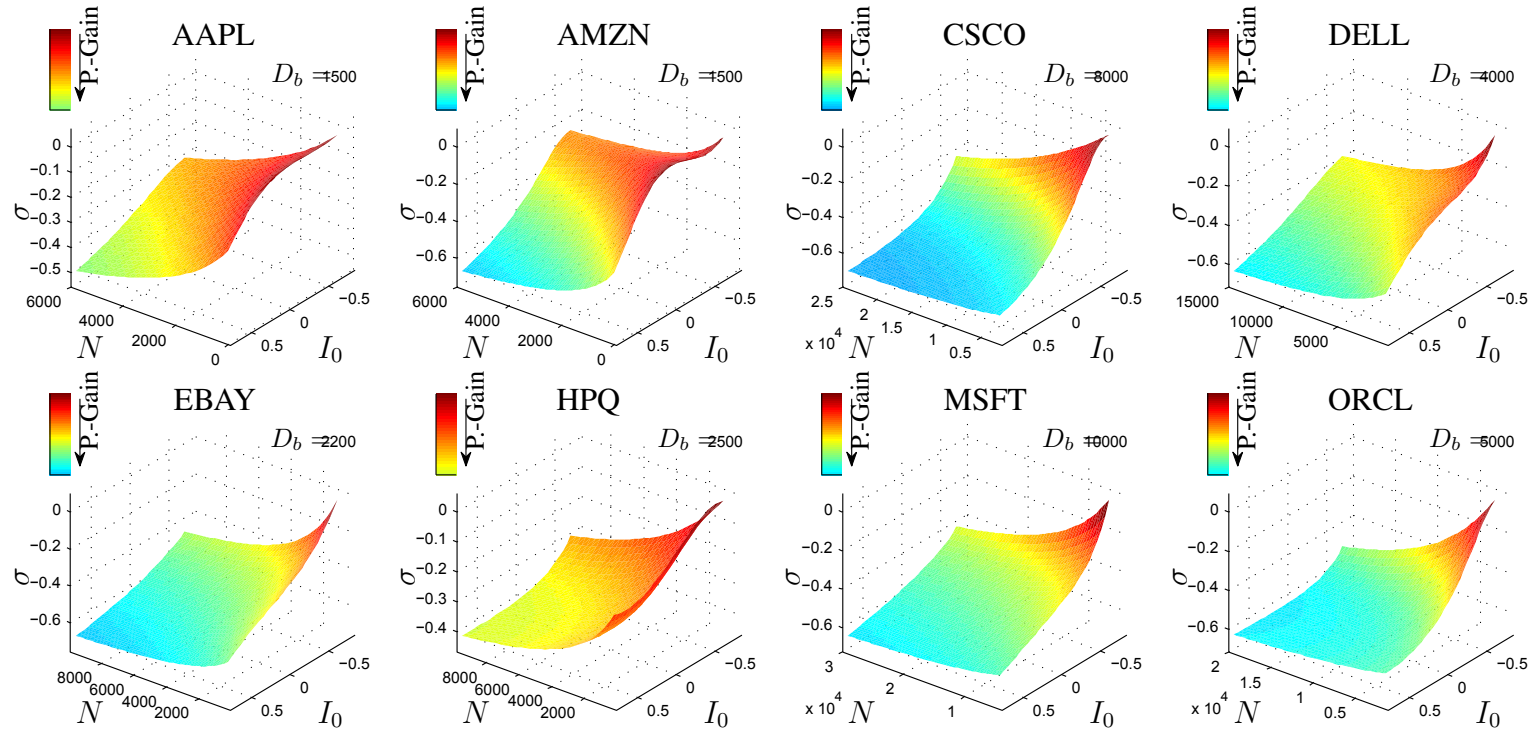 AAPL
P.-Gain
D_b = 1500
0
−0.1
−0.2
−0.3
−0.4
−0.5
σ
6000
4000
2000
0
N
0.5
0
−0.5
I_0
AMZN
P.-Gain
D_b = 1500
0
−0.2
−0.4
−0.6
σ
6000
4000
2000
0
N
0.5
0
−0.5
I_0
CSCO
P.-Gain
D_b = 8000
0
−0.2
−0.4
−0.6
σ
2.5
2
1.5
1
0.5
x 10^4
N
0.5
0
−0.5
I_0
DELL
P.-Gain
D_b = 4000
0
−0.2
−0.4
−0.6
σ
15000
10000
5000
N
0.5
0
−0.5
I_0
EBAY
P.-Gain
D_b = 2200
0
−0.2
−0.4
−0.6
σ
8000
6000
4000
2000
N
0.5
0
−0.5
I_0
HPQ
P.-Gain
D_b = 2500
0
−0.1
−0.2
−0.3
−0.4
σ
8000
6000
4000
2000
N
0.5
0
−0.5
I_0
MSFT
P.-Gain
D_b = 10000
0
−0.2
−0.4
−0.6
σ
3
2
1
x 10^4
N
0.5
0
−0.5
I_0
ORCL
P.-Gain
D_b = 5000
0
−0.2
−0.4
−0.6
σ
2
1.5
1
0.5
x 10^4
N
0.5
0
−0.5
I_0